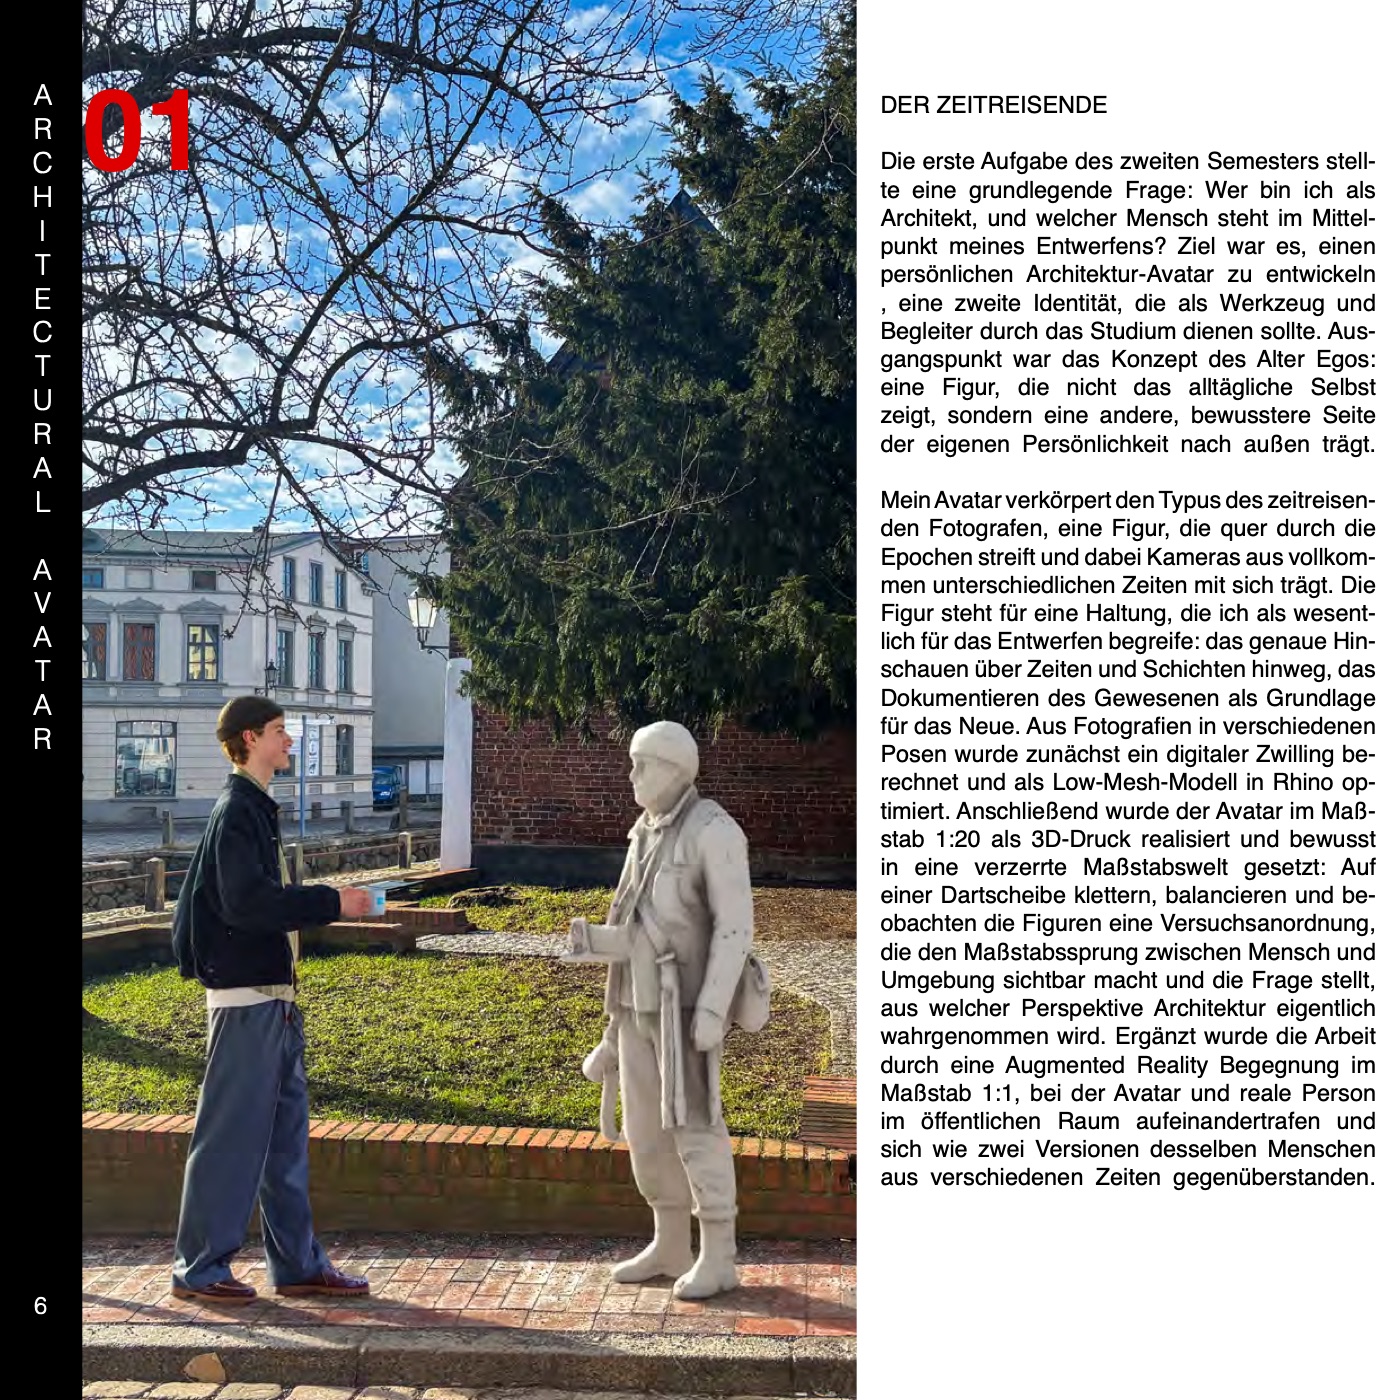 ARCHITECTURAL AVATAR
01
DER ZEITREISENDE
Die erste Aufgabe des zweiten Semesters stell-
te eine grundlegende Frage: Wer bin ich als
Architekt, und welcher Mensch steht im Mittel-
punkt meines Entwerfens? Ziel war es, einen
persönlichen Architektur-Avatar zu entwickeln
, eine zweite Identität, die als Werkzeug und
Begleiter durch das Studium dienen sollte. Aus-
gangspunkt war das Konzept des Alter Egos:
eine Figur, die nicht das alltägliche Selbst
zeigt, sondern eine andere, bewusstere Seite
der eigenen Persönlichkeit nach außen trägt.
Mein Avatar verkörpert den Typus des zeitreisen-
den Fotografen, eine Figur, die quer durch die
Epochen streift und dabei Kameras aus vollkom-
men unterschiedlichen Zeiten mit sich trägt. Die
Figur steht für eine Haltung, die ich als wesent-
lich für das Entwerfen begreife: das genaue Hin-
schauen über Zeiten und Schichten hinweg, das
Dokumentieren des Gewesenen als Grundlage
für das Neue. Aus Fotografien in verschiedenen
Posen wurde zunächst ein digitaler Zwilling be-
rechnet und als Low-Mesh-Modell in Rhino op-
timiert. Anschließend wurde der Avatar im Maß-
stab 1:20 als 3D-Druck realisiert und bewusst
in eine verzerrte Maßstabswelt gesetzt: Auf
einer Dartscheibe klettern, balancieren und be-
obachten die Figuren eine Versuchsanordnung,
die den Maßstabssprung zwischen Mensch und
Umgebung sichtbar macht und die Frage stellt,
aus welcher Perspektive Architektur eigentlich
wahrgenommen wird. Ergänzt wurde die Arbeit
durch eine Augmented Reality Begegnung im
Maßstab 1:1, bei der Avatar und reale Person
im öffentlichen Raum aufeinandertrafen und
sich wie zwei Versionen desselben Menschen
aus verschiedenen Zeiten gegenüberstanden.
6